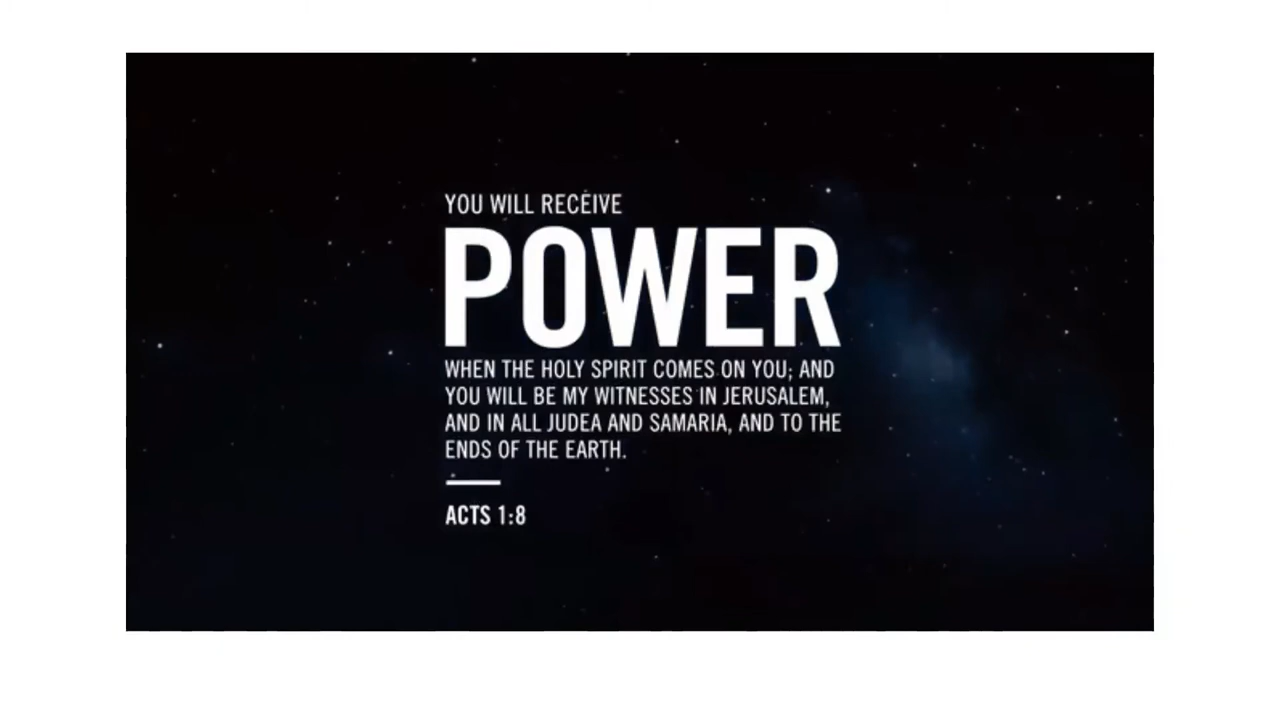 YOU WILL RECEIVE
POWER
WHEN THE HOLY SPIRIT COMES ON YOU; AND
YOU WILL BE MY WITNESSES IN JERUSALEM,
AND IN ALL JUDEA AND SAMARIA, AND TO THE
ENDS OF THE EARTH.
ACTS 1:8